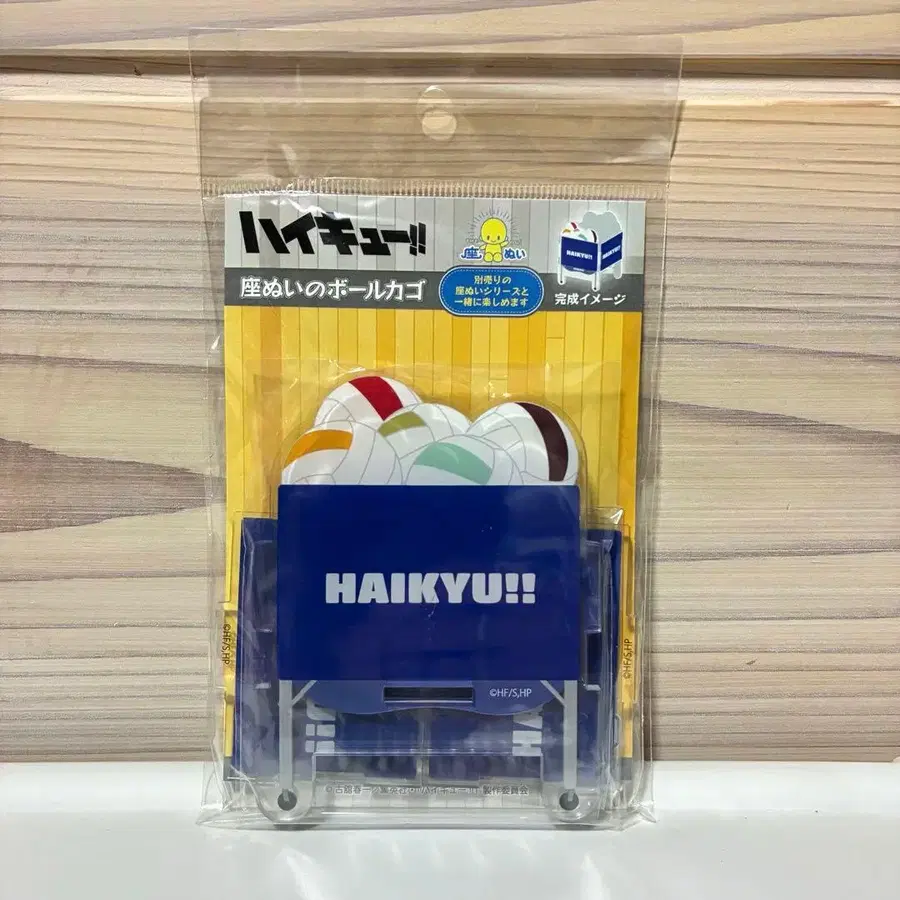 ハイキュー!!
座ぬい
HAIKYU!!
HAIKYU!!
座ぬいのボールカゴ
別売りの
座ぬいシリーズと
一緒に楽しめます
完成イメージ
HAIKYU!!
©HF/S,HP
©HF/S,HP
©HF/S,HP